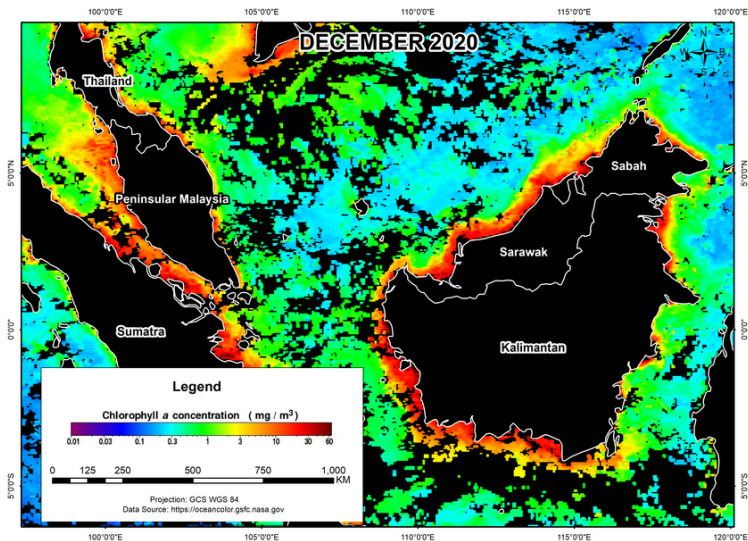 100°0'0"E 105°0'0"E 110°0'0"E 115°0'0"E 120°0'0"E
DECEMBER 2020
N
W E
S
Thailand
Sabah
5°0'0"N 5°0'0"N
Peninsular Malaysia
Sarawak
0°0'0" 0°0'0"
Sumatra
Kalimantan
Legend
Chlorophyll a concentration ( mg / m³)
0.01 0.03 0.1 0.3 1 3 10 30 60
0 125 250 500 750 1,000
KM
5°0'0"S 5°0'0"S
Projection: GCS WGS 84
Data Source: https://oceancolor.gsfc.nasa.gov
100°0'0"E 105°0'0"E 110°0'0"E 115°0'0"E 120°0'0"E